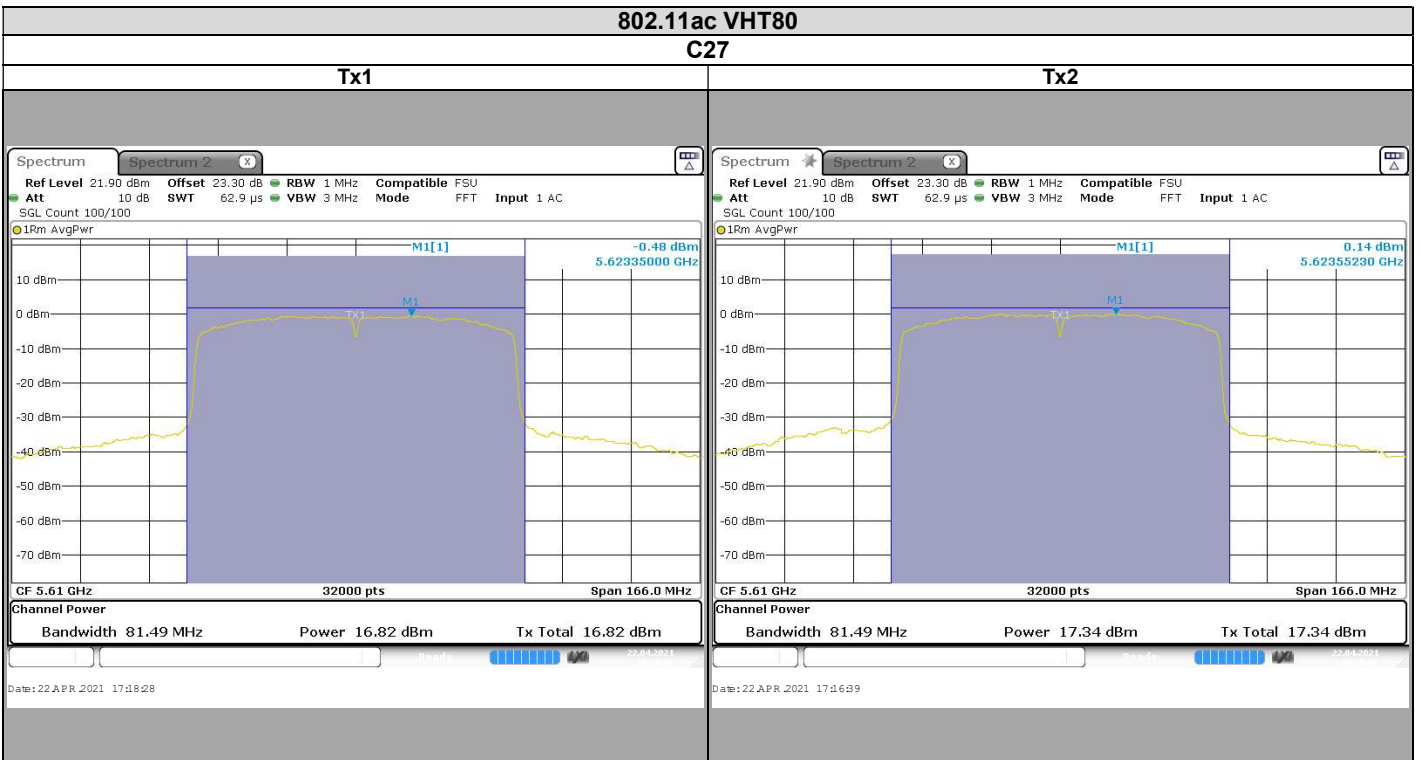 802.11ac VHT80
C27
Tx1
Tx2
Spectrum Spectrum 2 X
Ref Level 21.90 dBm Offset 23.30 dB RBW 1 MHz Compatible FSU
Att 10 dB SWT 62.9 µs VBW 3 MHz Mode FFT Input 1 AC
SGL Count 100/100
1Rm AvgPwr
M1[1] -0.48 dBm
5.62335000 GHz
10 dBm
M1
0 dBm
TX1
-10 dBm
-20 dBm
-30 dBm
-40 dBm
-50 dBm
-60 dBm
-70 dBm
CF 5.61 GHz 32000 pts Span 166.0 MHz
Channel Power
Bandwidth 81.49 MHz Power 16.82 dBm Tx Total 16.82 dBm
Ready 22.04.2021
Date:22.APR.2021 17:18:28
Spectrum Spectrum 2 X
Ref Level 21.90 dBm Offset 23.30 dB RBW 1 MHz Compatible FSU
Att 10 dB SWT 62.9 µs VBW 3 MHz Mode FFT Input 1 AC
SGL Count 100/100
1Rm AvgPwr
M1[1] 0.14 dBm
5.62355230 GHz
10 dBm
M1
0 dBm
TX1
-10 dBm
-20 dBm
-30 dBm
-40 dBm
-50 dBm
-60 dBm
-70 dBm
CF 5.61 GHz 32000 pts Span 166.0 MHz
Channel Power
Bandwidth 81.49 MHz Power 17.34 dBm Tx Total 17.34 dBm
Ready 22.04.2021
Date:22.APR.2021 17:16:39